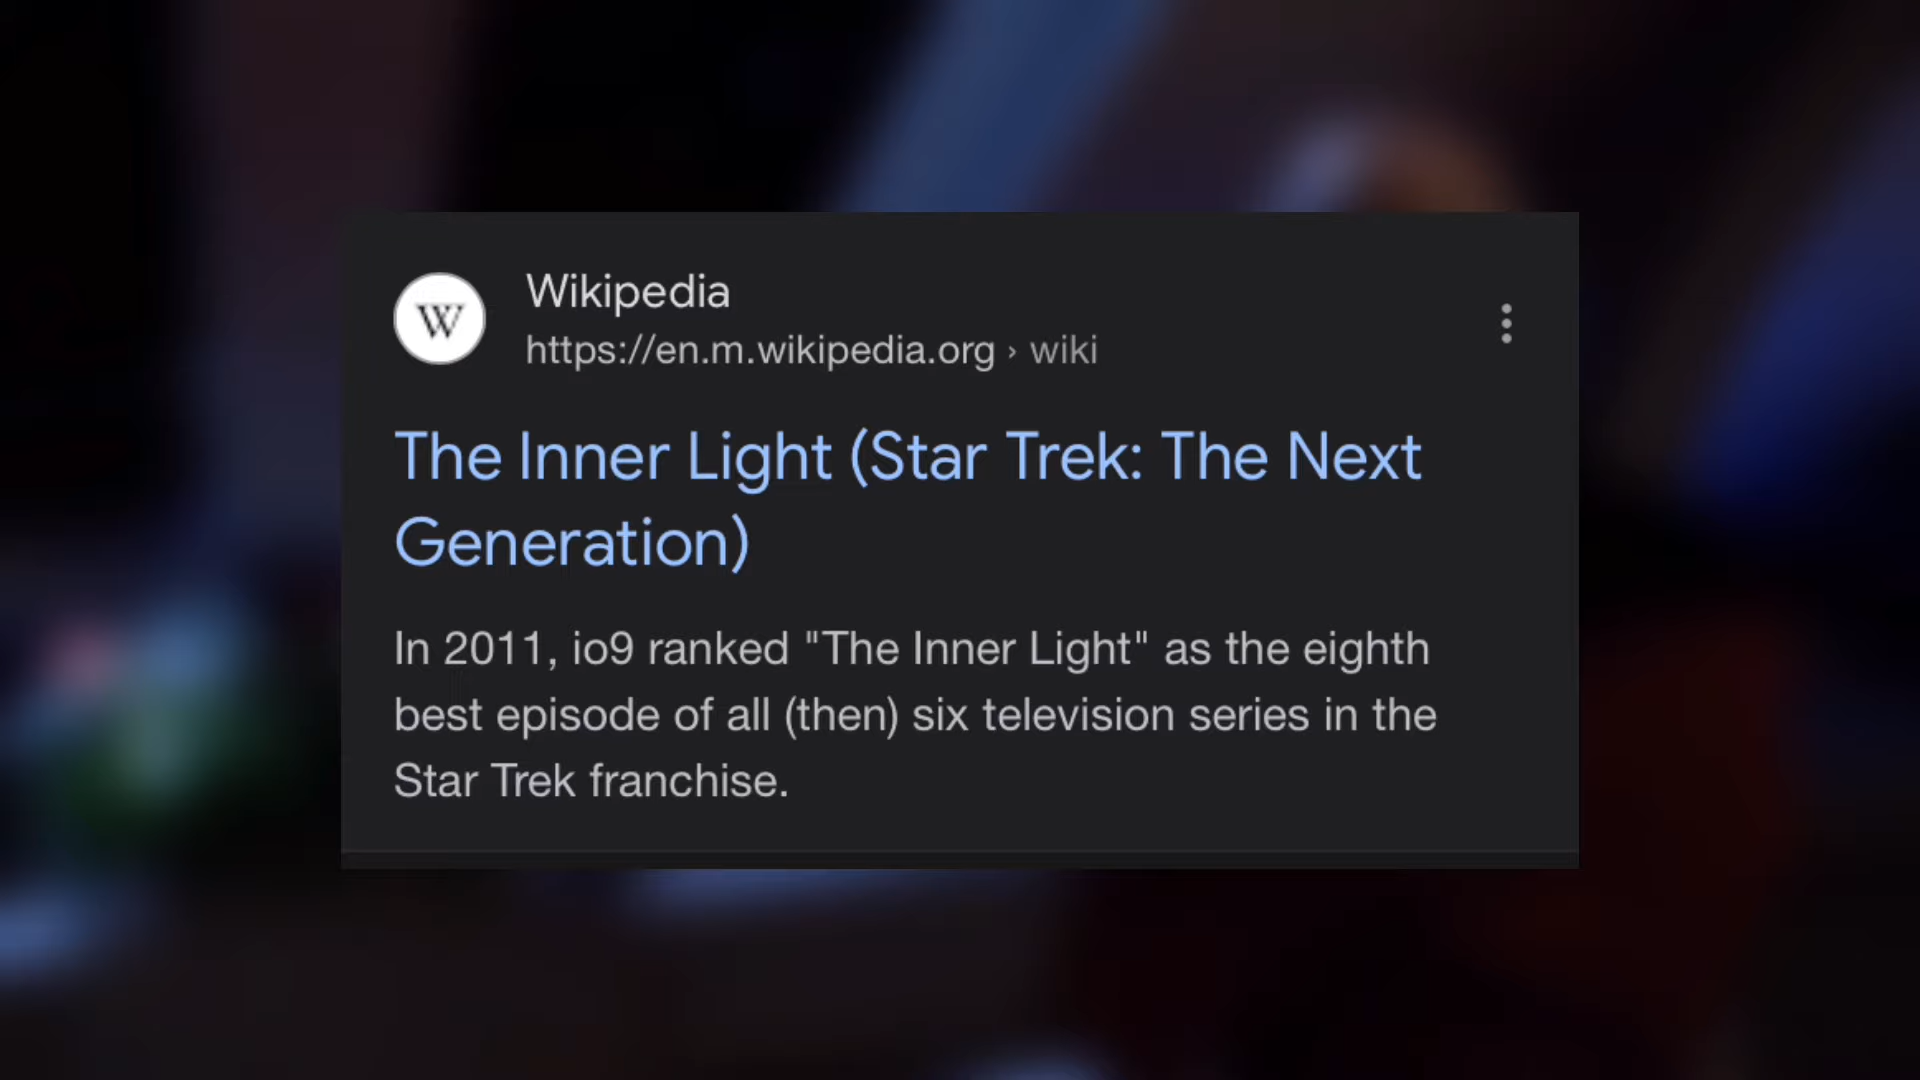 W
Wikipedia
https://en.m.wikipedia.org › wiki
The Inner Light (Star Trek: The Next
Generation)
In 2011, io9 ranked "The Inner Light" as the eighth
best episode of all (then) six television series in the
Star Trek franchise.